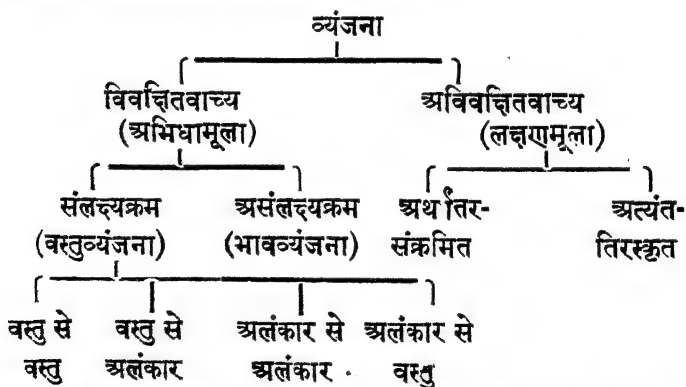 व्यंजना
विवक्षितवाच्य अविवक्षितवाच्य
(अभिधामूला) (लक्षणामूला)
संलक्ष्यक्रम असंलक्ष्यक्रम अर्थांतर- अत्यंत-
(वस्तुव्यंजना) (भावव्यंजना) संक्रमित तिरस्कृत
वस्तु से वस्तु से अलंकार से अलंकार से
वस्तु अलंकार अलंकार वस्तु